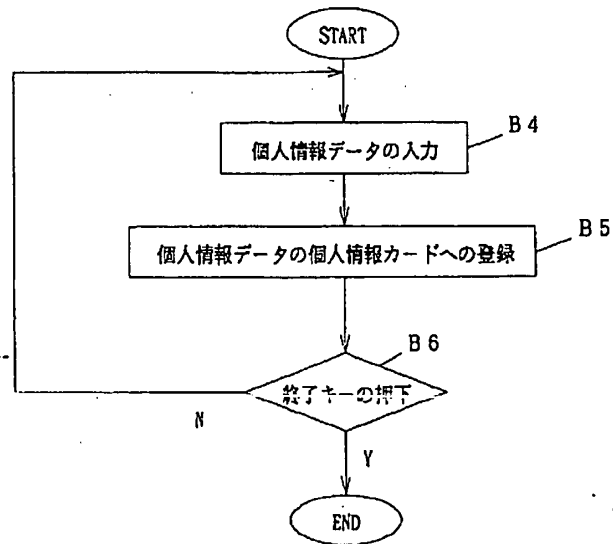 START
B4
個人情報データの入力
B5
個人情報データの個人情報カードへの登録
B6
終了キーの押下
N
Y
END